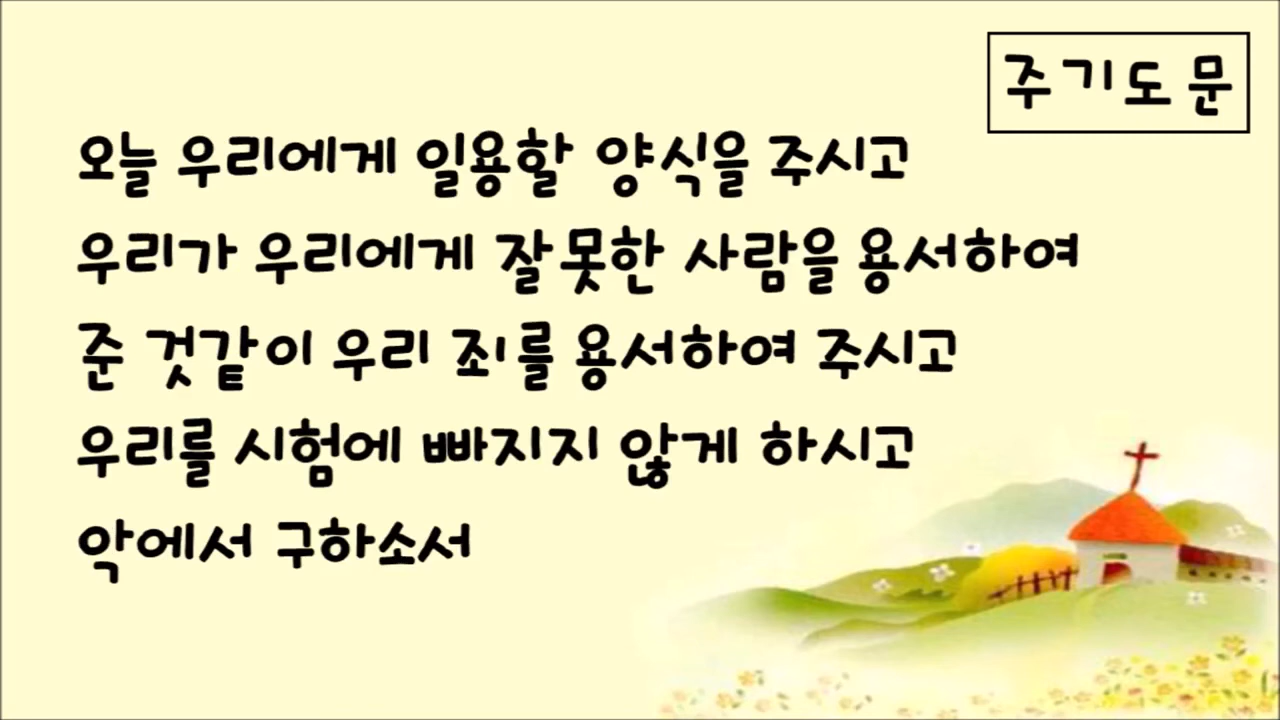 주기도문
오늘 우리에게 일용할 양식을 주시고
우리가 우리에게 잘못한 사람을 용서하여
준 것같이 우리 죄를 용서하여 주시고
우리를 시험에 빠지지 않게 하시고
악에서 구하소서